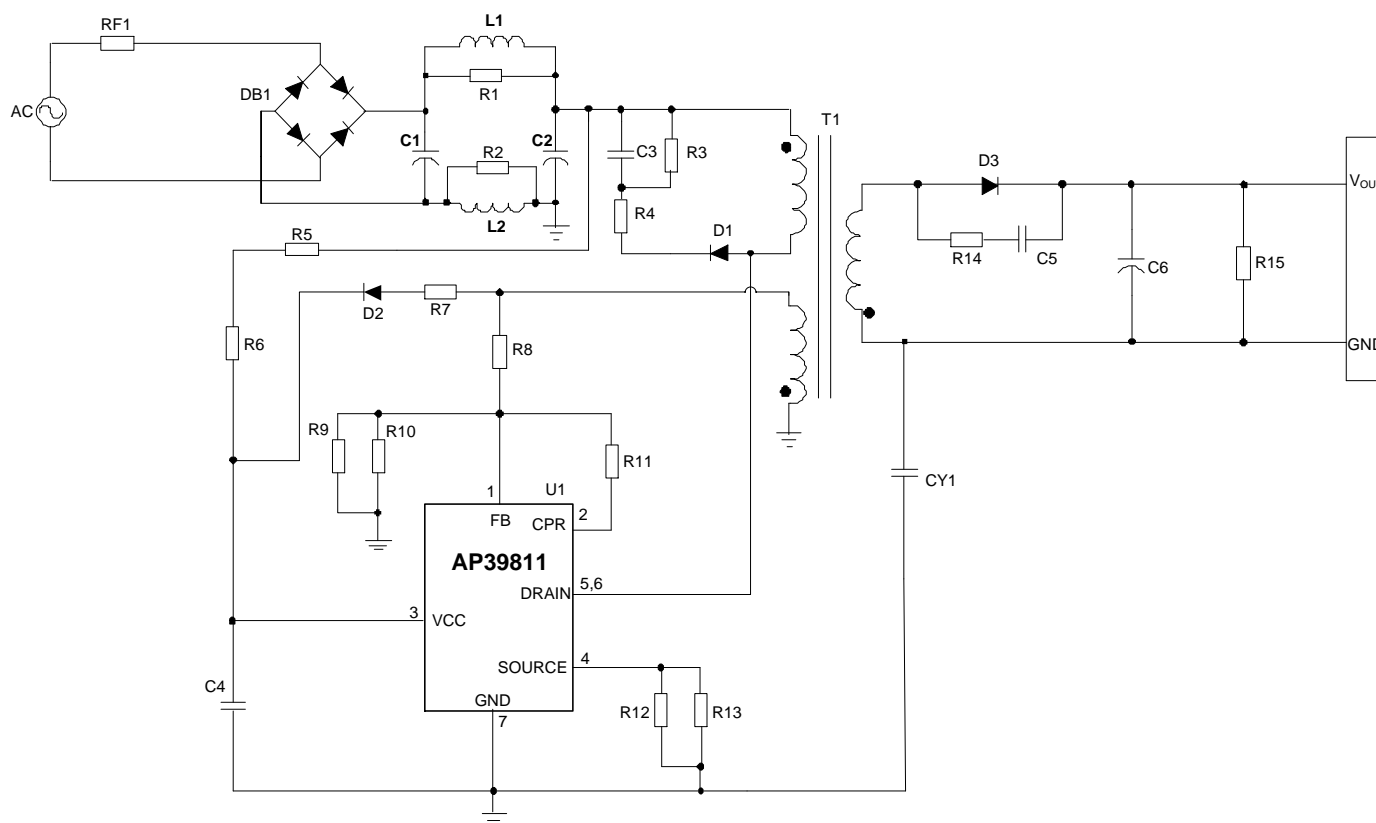 RF1
L1
R1
AC
DB1
C1
C2
R2
L2
C3
R3
R4
D1
T1
D3
R14
C5
C6
R15
V_OU
GND
R5
D2
R7
R6
R8
R9
R10
R11
CY1
1
U1
FB
2
CPR
AP39811
DRAIN
5,6
3
VCC
SOURCE
4
C4
GND
7
R12
R13